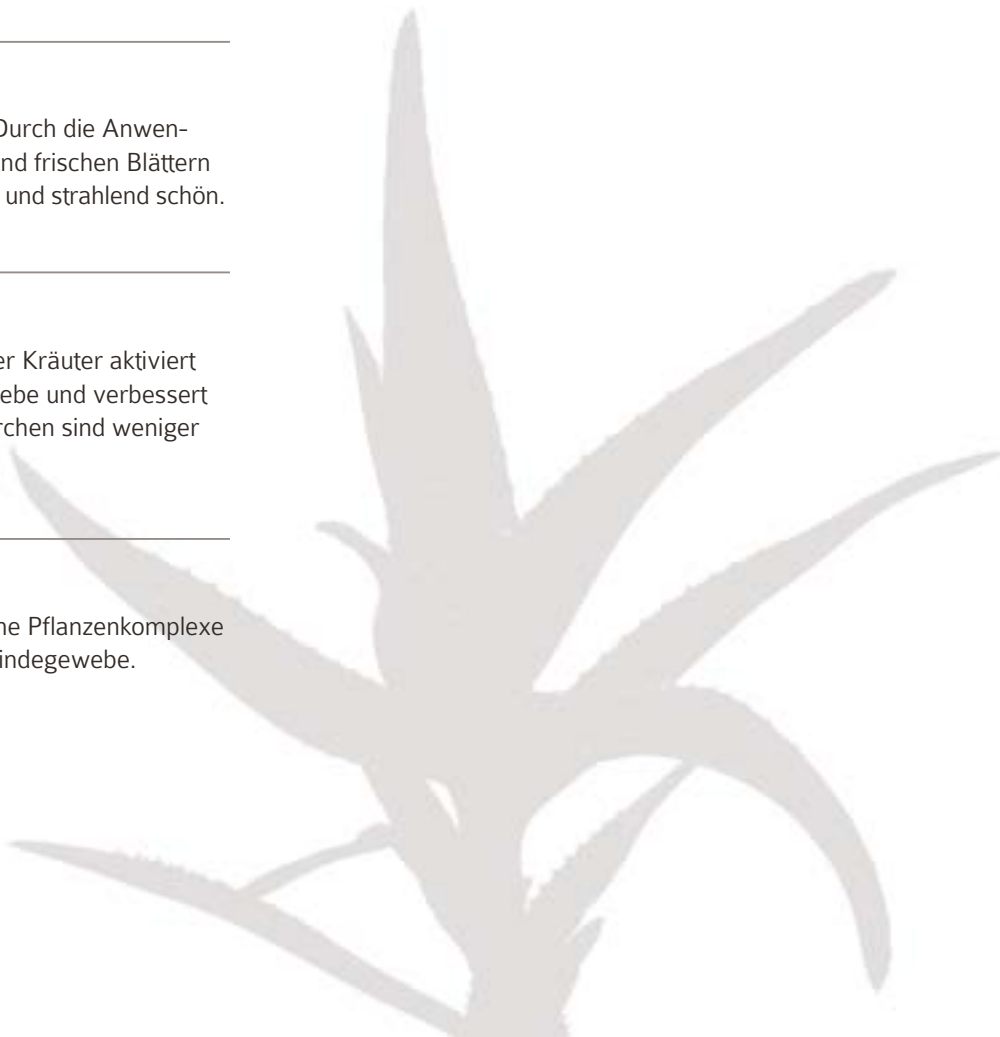 Durch die Anwen-
nd frischen Blättern
und strahlend schön.
er Kräuter aktiviert
ebe und verbessert
rchen sind weniger
ne Pflanzenkomplexe
indegewebe.